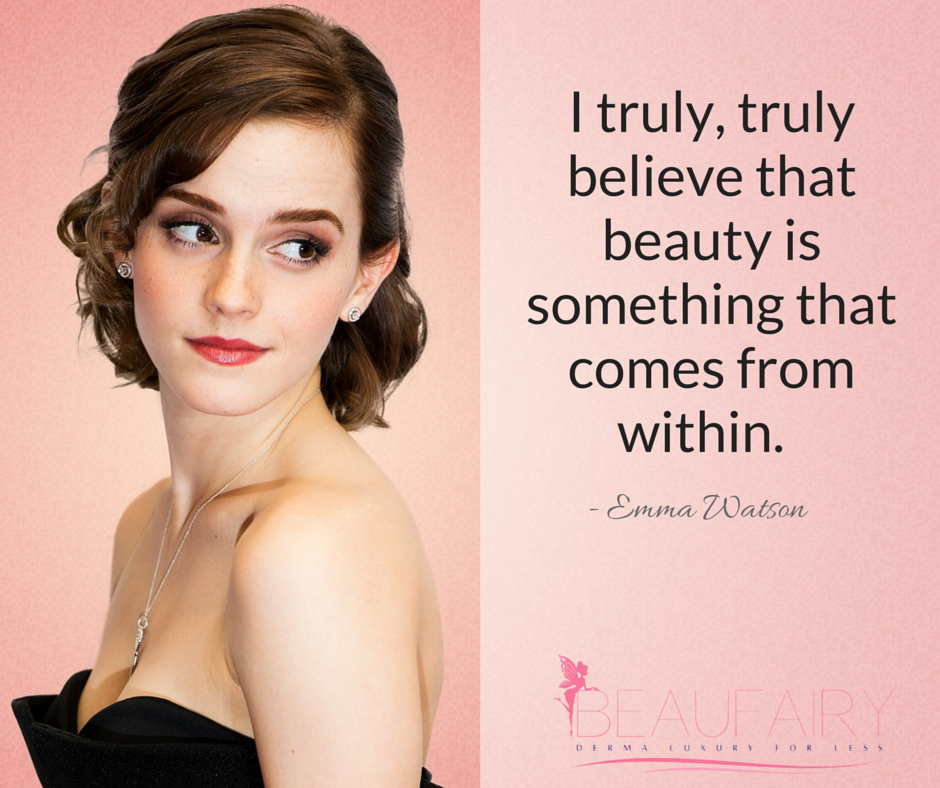 I truly, truly
believe that
beauty is
something that
comes from
within.
- Emma Watson
BEAUFAIRY
DERMA LUXURY FOR LESS